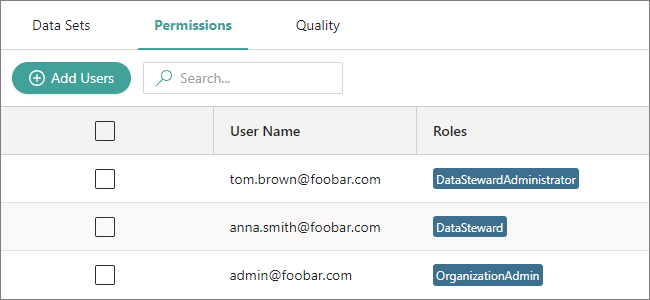 Data Sets Permissions Quality
Add Users Search...
User Name Roles
tom.brown@foobar.com DataStewardAdministrator
anna.smith@foobar.com DataSteward
admin@foobar.com OrganizationAdmin